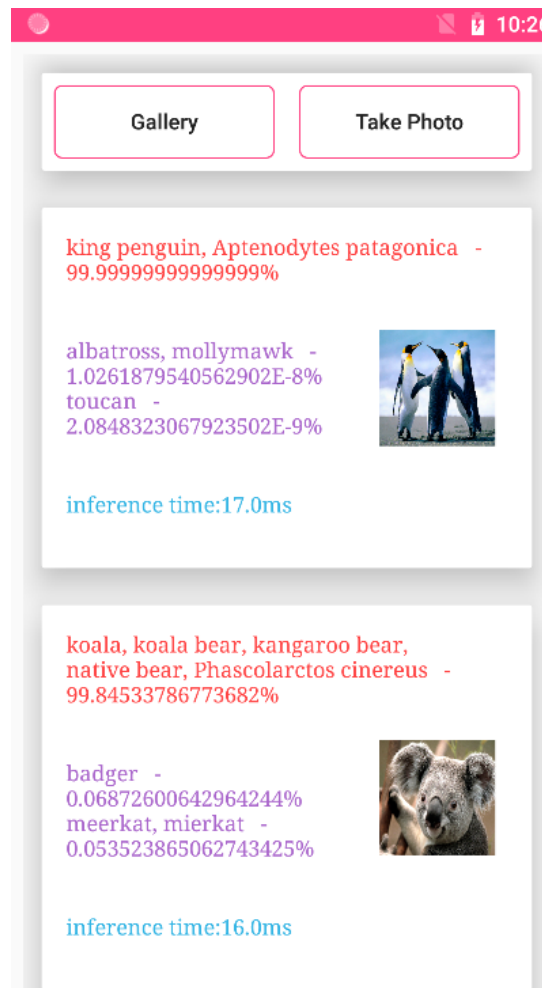 10:26
Gallery
Take Photo
king penguin, Aptenodytes patagonica -
99.99999999999999%
albatross, mollymawk -
1.0261879540562902E-8%
toucan -
2.0848323067923502E-9%
inference time:17.0ms
koala, koala bear, kangaroo bear,
native bear, Phascolarctos cinereus -
99.84533786773682%
badger -
0.06872600642964244%
meerkat, mierkat -
0.053523865062743425%
inference time:16.0ms